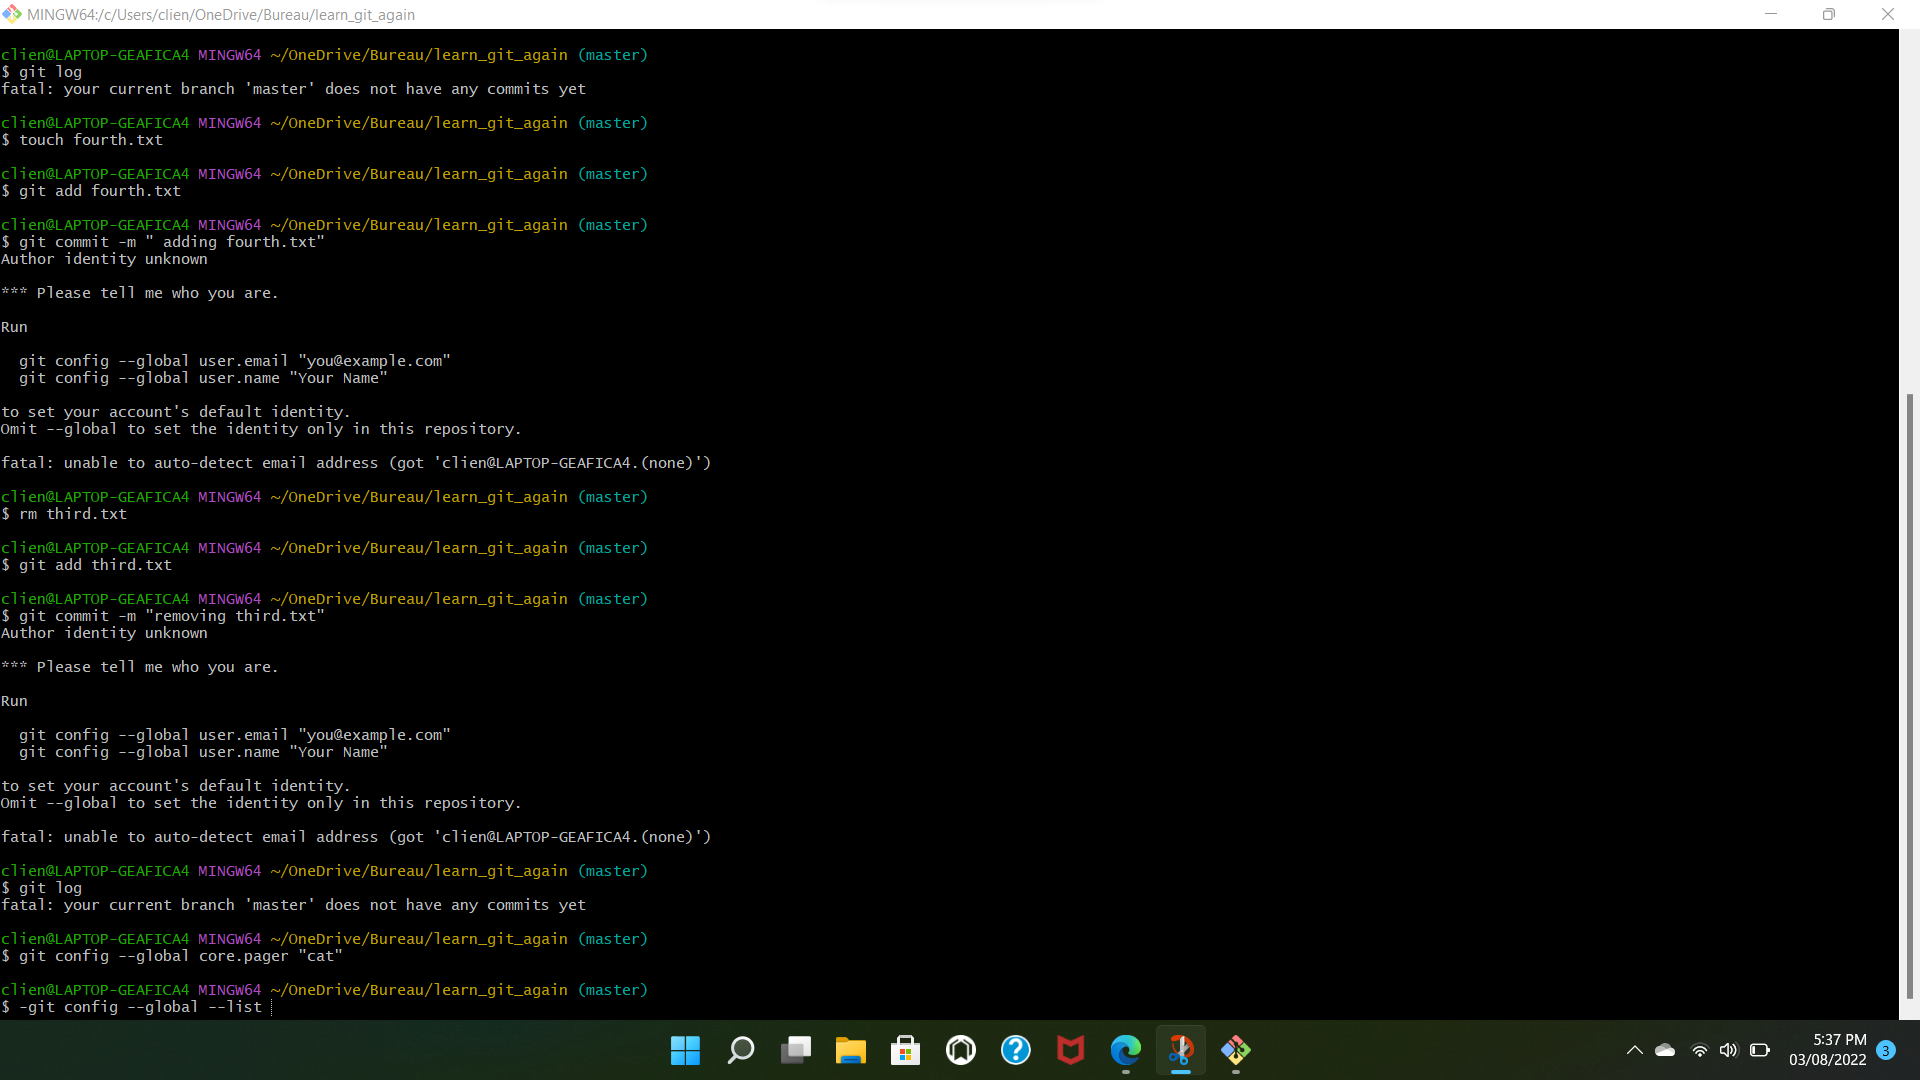 MINGW64:/c/Users/clien/OneDrive/Bureau/learn_git_again
clien@LAPTOP-GEAFICA4 MINGW64 ~/OneDrive/Bureau/learn_git_again (master)
$ git log
fatal: your current branch 'master' does not have any commits yet
clien@LAPTOP-GEAFICA4 MINGW64 ~/OneDrive/Bureau/learn_git_again (master)
$ touch fourth.txt
clien@LAPTOP-GEAFICA4 MINGW64 ~/OneDrive/Bureau/learn_git_again (master)
$ git add fourth.txt
clien@LAPTOP-GEAFICA4 MINGW64 ~/OneDrive/Bureau/learn_git_again (master)
$ git commit -m " adding fourth.txt"
Author identity unknown
*** Please tell me who you are.
Run
  git config --global user.email "you@example.com"
  git config --global user.name "Your Name"
to set your account's default identity.
Omit --global to set the identity only in this repository.
fatal: unable to auto-detect email address (got 'clien@LAPTOP-GEAFICA4.(none)')
clien@LAPTOP-GEAFICA4 MINGW64 ~/OneDrive/Bureau/learn_git_again (master)
$ rm third.txt
clien@LAPTOP-GEAFICA4 MINGW64 ~/OneDrive/Bureau/learn_git_again (master)
$ git add third.txt
clien@LAPTOP-GEAFICA4 MINGW64 ~/OneDrive/Bureau/learn_git_again (master)
$ git commit -m "removing third.txt"
Author identity unknown
*** Please tell me who you are.
Run
  git config --global user.email "you@example.com"
  git config --global user.name "Your Name"
to set your account's default identity.
Omit --global to set the identity only in this repository.
fatal: unable to auto-detect email address (got 'clien@LAPTOP-GEAFICA4.(none)')
clien@LAPTOP-GEAFICA4 MINGW64 ~/OneDrive/Bureau/learn_git_again (master)
$ git log
fatal: your current branch 'master' does not have any commits yet
clien@LAPTOP-GEAFICA4 MINGW64 ~/OneDrive/Bureau/learn_git_again (master)
$ git config --global core.pager "cat"
clien@LAPTOP-GEAFICA4 MINGW64 ~/OneDrive/Bureau/learn_git_again (master)
$ -git config --global --list
5:37 PM
03/08/2022
3